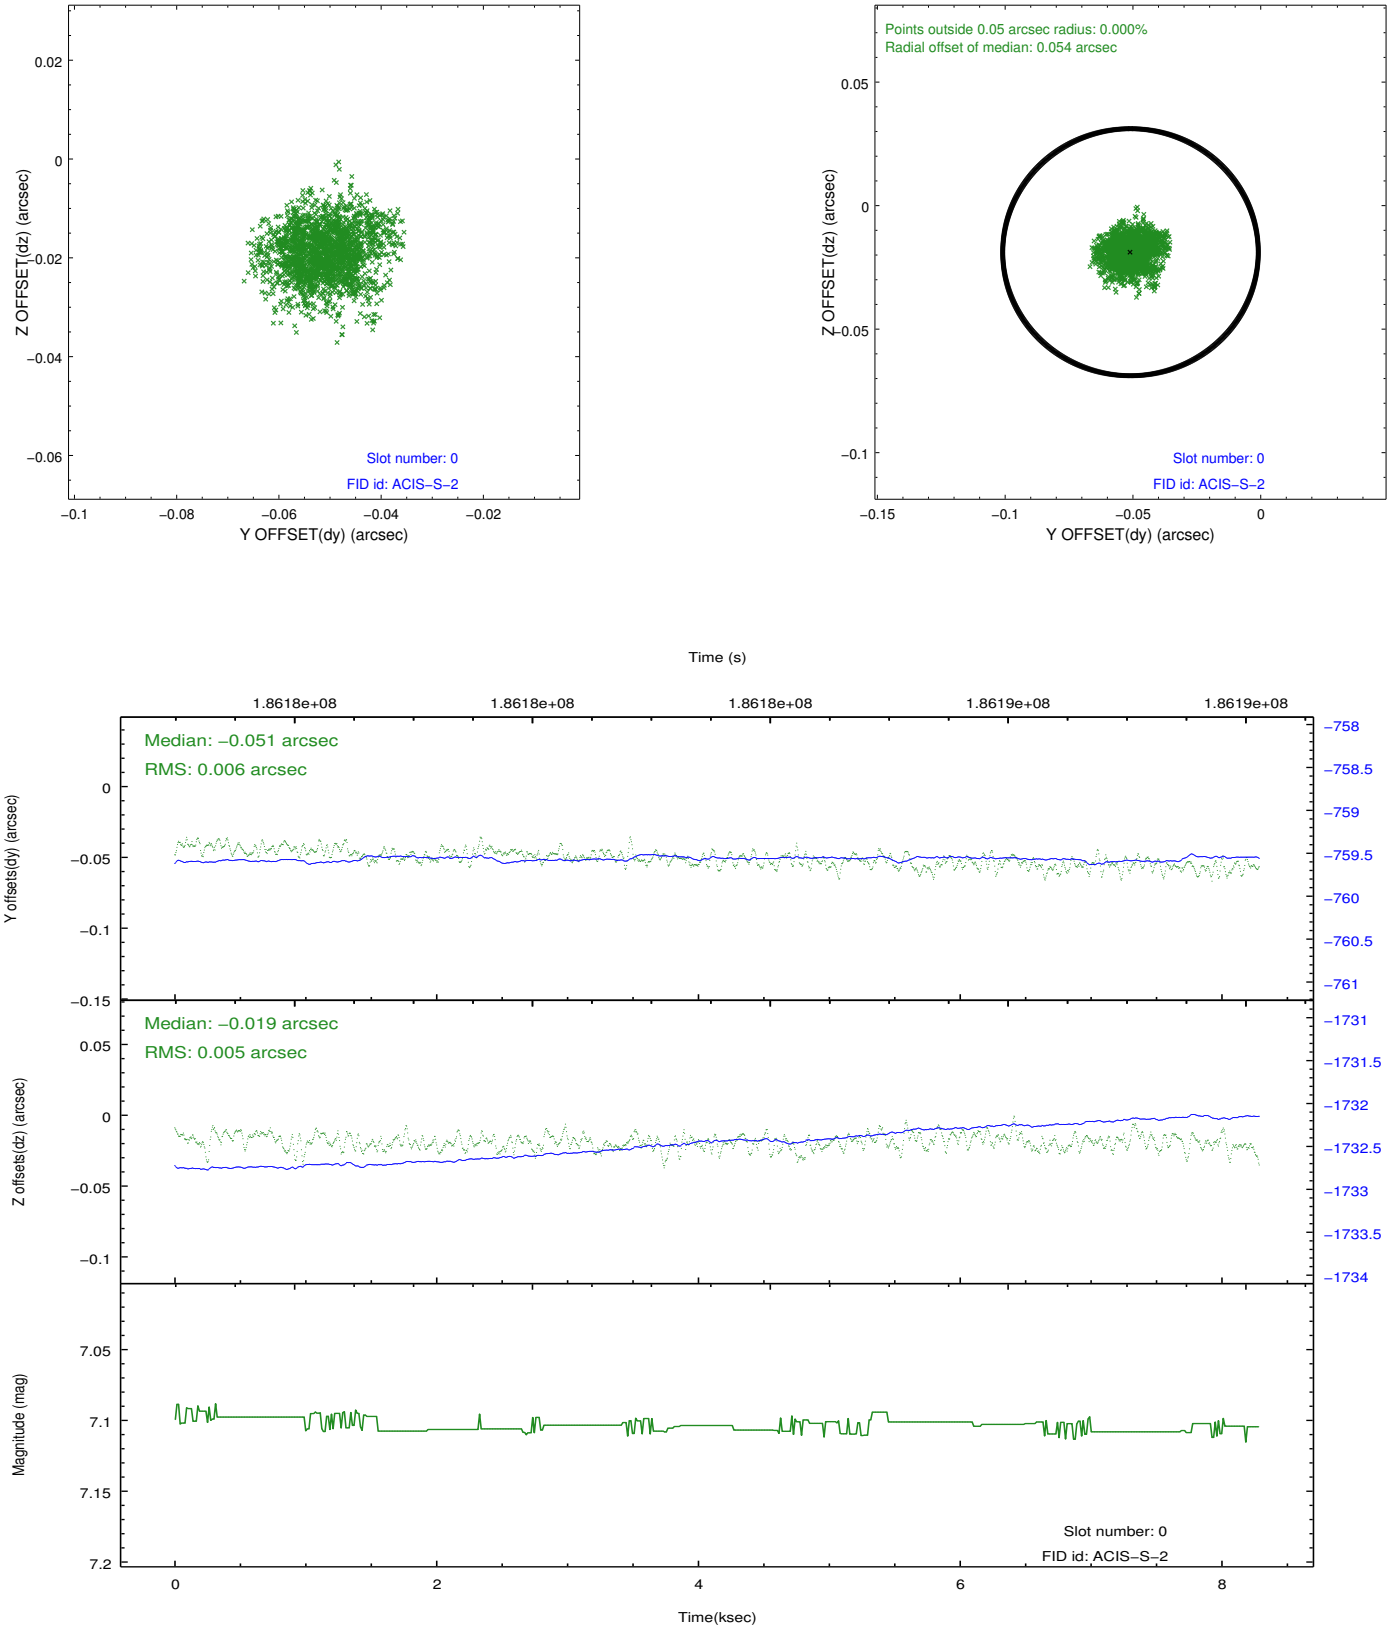 0.02
0
−0.02
−0.04
−0.06
Z OFFSET(dz) (arcsec)
Slot number: 0
FID id: ACIS−S−2
−0.1
−0.08
−0.06
−0.04
−0.02
Y OFFSET(dy) (arcsec)
Points outside 0.05 arcsec radius: 0.000%
Radial offset of median: 0.054 arcsec
0.05
0
−0.05
−0.1
Z OFFSET(dz) (arcsec)
Slot number: 0
FID id: ACIS−S−2
−0.15
−0.1
−0.05
0
Y OFFSET(dy) (arcsec)
Time (s)
1.8618e+08
1.8618e+08
1.8618e+08
1.8619e+08
1.8619e+08
Median: −0.051 arcsec
RMS: 0.006 arcsec
0
−0.05
−0.1
−0.15
Y offsets(dy) (arcsec)
−758
−758.5
−759
−759.5
−760
−760.5
−761
Median: −0.019 arcsec
RMS: 0.005 arcsec
0.05
0
−0.05
−0.1
Z offsets(dz) (arcsec)
−1731
−1731.5
−1732
−1732.5
−1733
−1733.5
−1734
7.05
7.1
7.15
7.2
Magnitude (mag)
Slot number: 0
FID id: ACIS−S−2
0
2
4
6
8
Time(ksec)